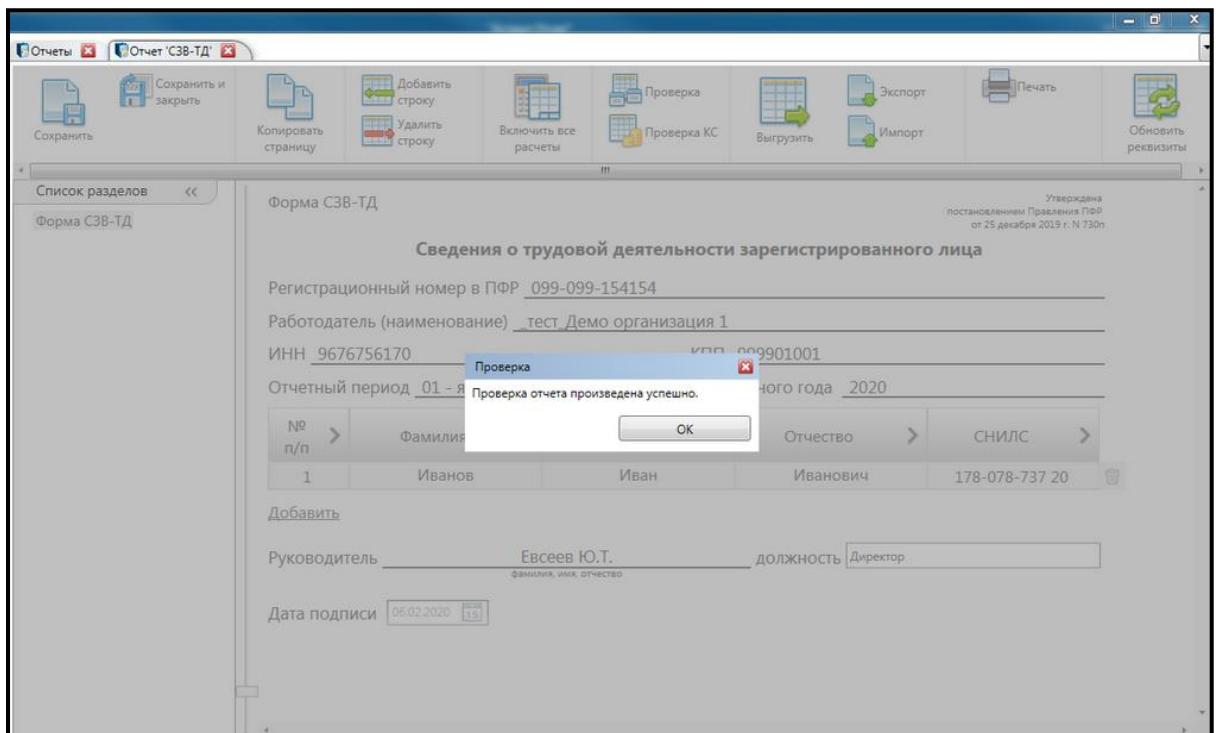 Отчеты
Отчет 'СЗВ-ТД'
Сохранить
Сохранить и
закрыть
Копировать
страницу
Добавить
строку
Удалить
строку
Включить все
расчеты
Проверка
Проверка КС
Выгрузить
Экспорт
Импорт
Печать
Обновить
реквизиты
Список разделов <<
Форма СЗВ-ТД
Форма СЗВ-ТД
Утверждена
постановлением Правления ПФР
от 25 декабря 2019 г. N 730п
Сведения о трудовой деятельности зарегистрированного лица
Регистрационный номер в ПФР 099-099-154154
Работодатель (наименование) _тест_Демо организация 1
ИНН 9676756170 КПП 999901001
Проверка
Отчетный период 01 - я
Проверка отчета произведена успешно.
ного года 2020
OK
№
п/п
Фамилия
Отчество
СНИЛС
1 Иванов Иван Иванович 178-078-737 20
Добавить
Руководитель Евсеев Ю.Т. должность Директор
фамилия, имя, отчество
Дата подписи 06.02.2020 15